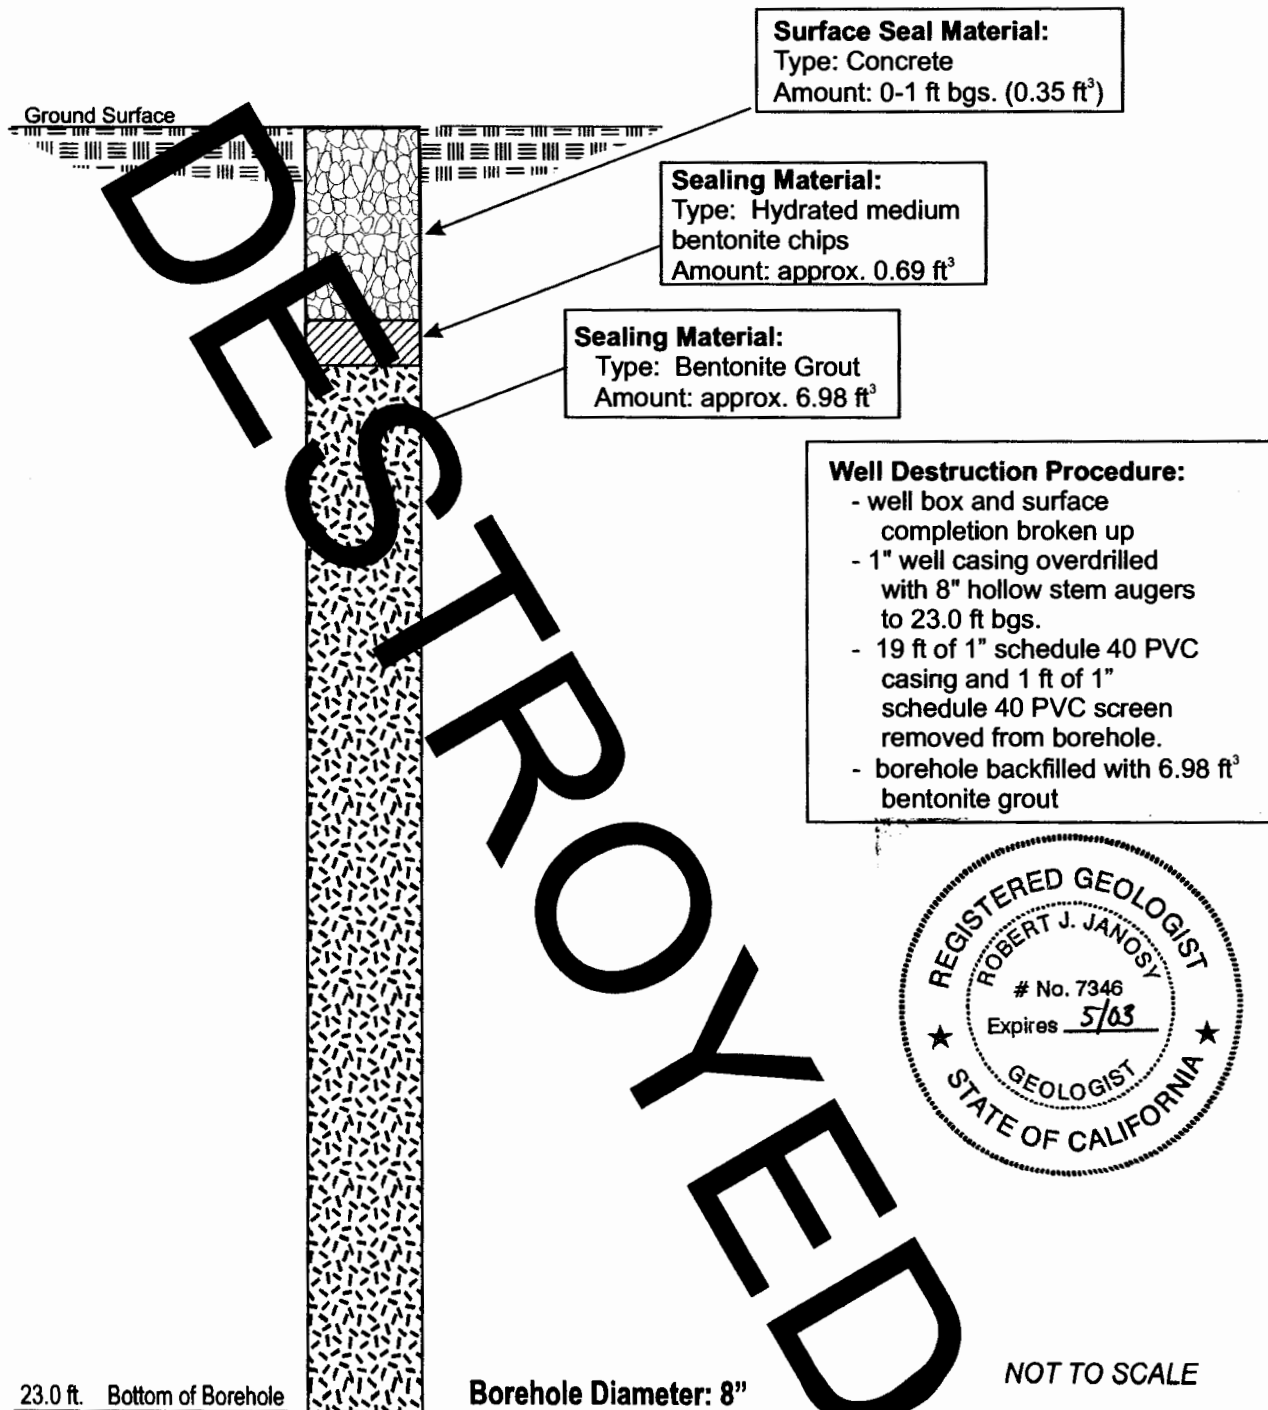 Surface Seal Material:
Type: Concrete
Amount: 0-1 ft bgs. (0.35 ft³)
Ground Surface
Sealing Material:
Type: Hydrated medium
bentonite chips
Amount: approx. 0.69 ft³
Sealing Material:
Type: Bentonite Grout
Amount: approx. 6.98 ft³
DESTROYED
Well Destruction Procedure:
- well box and surface
completion broken up
- 1" well casing overdrilled
with 8" hollow stem augers
to 23.0 ft bgs.
- 19 ft of 1" schedule 40 PVC
casing and 1 ft of 1"
schedule 40 PVC screen
removed from borehole.
- borehole backfilled with 6.98 ft³
bentonite grout
REGISTERED GEOLOGIST
ROBERT J. JANOSY
# No. 7346
Expires 5/03
GEOLOGIST
★ STATE OF CALIFORNIA ★
NOT TO SCALE
23.0 ft. Bottom of Borehole
Borehole Diameter: 8”